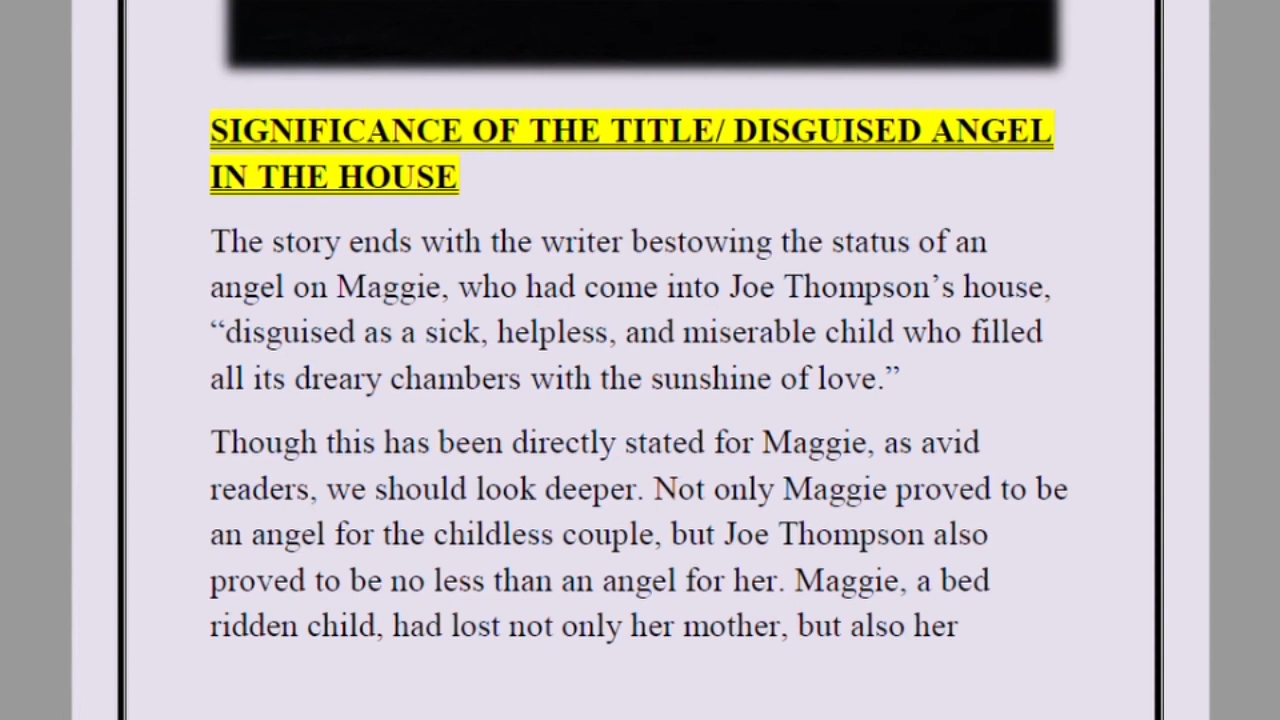 SIGNIFICANCE OF THE TITLE/ DISGUISED ANGEL
IN THE HOUSE
The story ends with the writer bestowing the status of an
angel on Maggie, who had come into Joe Thompson’s house,
“disguised as a sick, helpless, and miserable child who filled
all its dreary chambers with the sunshine of love.”
Though this has been directly stated for Maggie, as avid
readers, we should look deeper. Not only Maggie proved to be
an angel for the childless couple, but Joe Thompson also
proved to be no less than an angel for her. Maggie, a bed
ridden child, had lost not only her mother, but also her